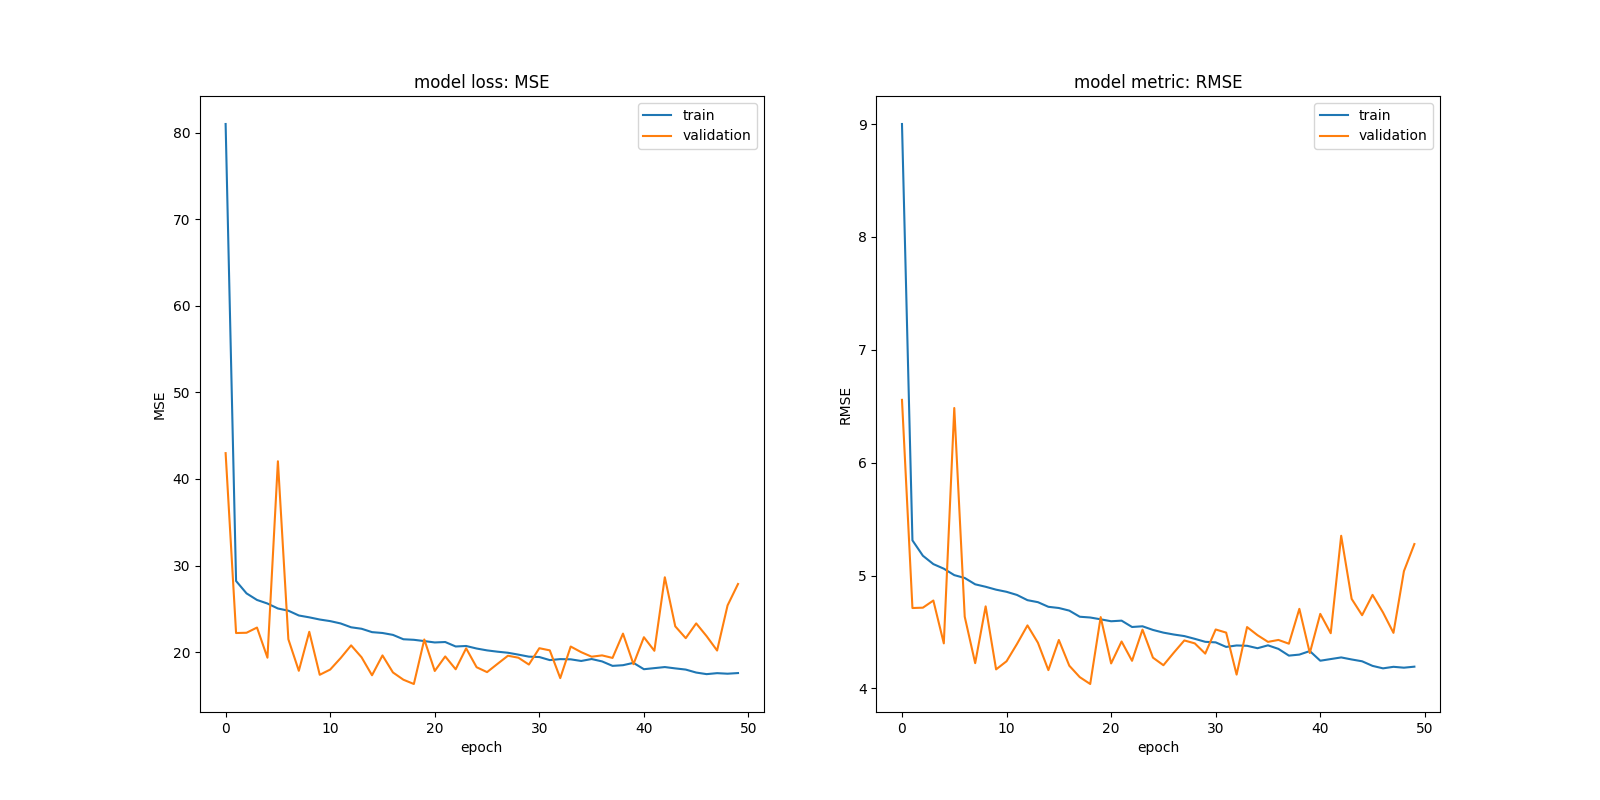 model loss: MSE
train
validation
80
70
60
50
40
30
20
MSE
0 10 20 30 40 50
epoch
model metric: RMSE
train
validation
9
8
7
6
5
4
RMSE
0 10 20 30 40 50
epoch